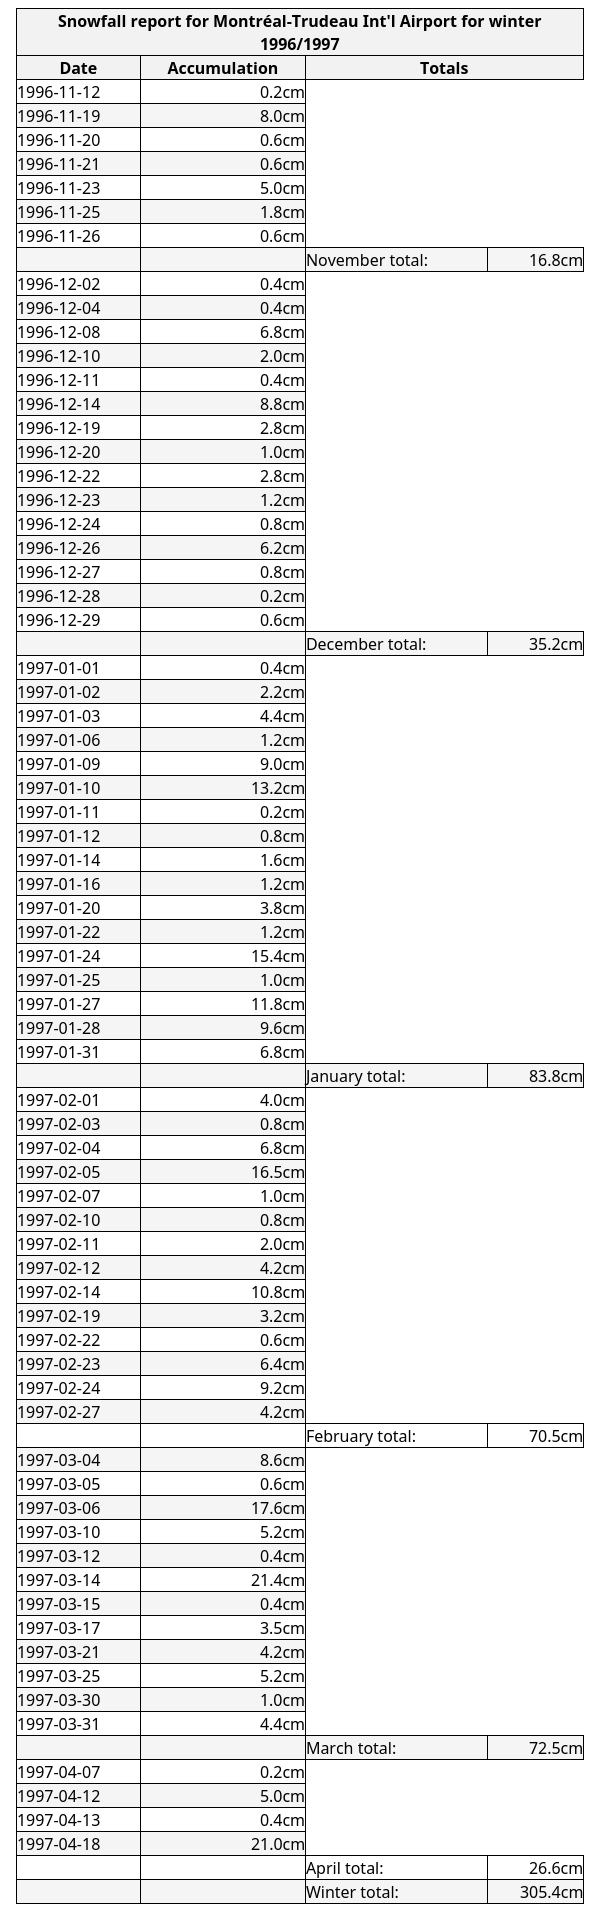 Snowfall report for Montréal-Trudeau Int'l Airport for winter
1996/1997
Date Accumulation Totals
1996-11-12 0.2cm
1996-11-19 8.0cm
1996-11-20 0.6cm
1996-11-21 0.6cm
1996-11-23 5.0cm
1996-11-25 1.8cm
1996-11-26 0.6cm
November total: 16.8cm
1996-12-02 0.4cm
1996-12-04 0.4cm
1996-12-08 6.8cm
1996-12-10 2.0cm
1996-12-11 0.4cm
1996-12-14 8.8cm
1996-12-19 2.8cm
1996-12-20 1.0cm
1996-12-22 2.8cm
1996-12-23 1.2cm
1996-12-24 0.8cm
1996-12-26 6.2cm
1996-12-27 0.8cm
1996-12-28 0.2cm
1996-12-29 0.6cm
December total: 35.2cm
1997-01-01 0.4cm
1997-01-02 2.2cm
1997-01-03 4.4cm
1997-01-06 1.2cm
1997-01-09 9.0cm
1997-01-10 13.2cm
1997-01-11 0.2cm
1997-01-12 0.8cm
1997-01-14 1.6cm
1997-01-16 1.2cm
1997-01-20 3.8cm
1997-01-22 1.2cm
1997-01-24 15.4cm
1997-01-25 1.0cm
1997-01-27 11.8cm
1997-01-28 9.6cm
1997-01-31 6.8cm
January total: 83.8cm
1997-02-01 4.0cm
1997-02-03 0.8cm
1997-02-04 6.8cm
1997-02-05 16.5cm
1997-02-07 1.0cm
1997-02-10 0.8cm
1997-02-11 2.0cm
1997-02-12 4.2cm
1997-02-14 10.8cm
1997-02-19 3.2cm
1997-02-22 0.6cm
1997-02-23 6.4cm
1997-02-24 9.2cm
1997-02-27 4.2cm
February total: 70.5cm
1997-03-04 8.6cm
1997-03-05 0.6cm
1997-03-06 17.6cm
1997-03-10 5.2cm
1997-03-12 0.4cm
1997-03-14 21.4cm
1997-03-15 0.4cm
1997-03-17 3.5cm
1997-03-21 4.2cm
1997-03-25 5.2cm
1997-03-30 1.0cm
1997-03-31 4.4cm
March total: 72.5cm
1997-04-07 0.2cm
1997-04-12 5.0cm
1997-04-13 0.4cm
1997-04-18 21.0cm
April total: 26.6cm
Winter total: 305.4cm